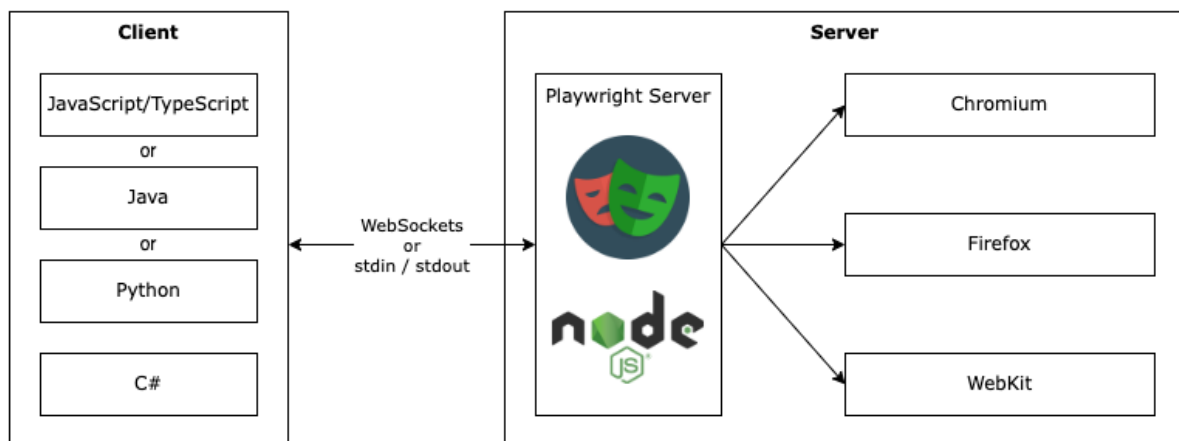 Client
JavaScript/TypeScript
or
Java
or
Python
C#
WebSockets
or
stdin / stdout
Server
Playwright Server
node
JS
Chromium
Firefox
WebKit